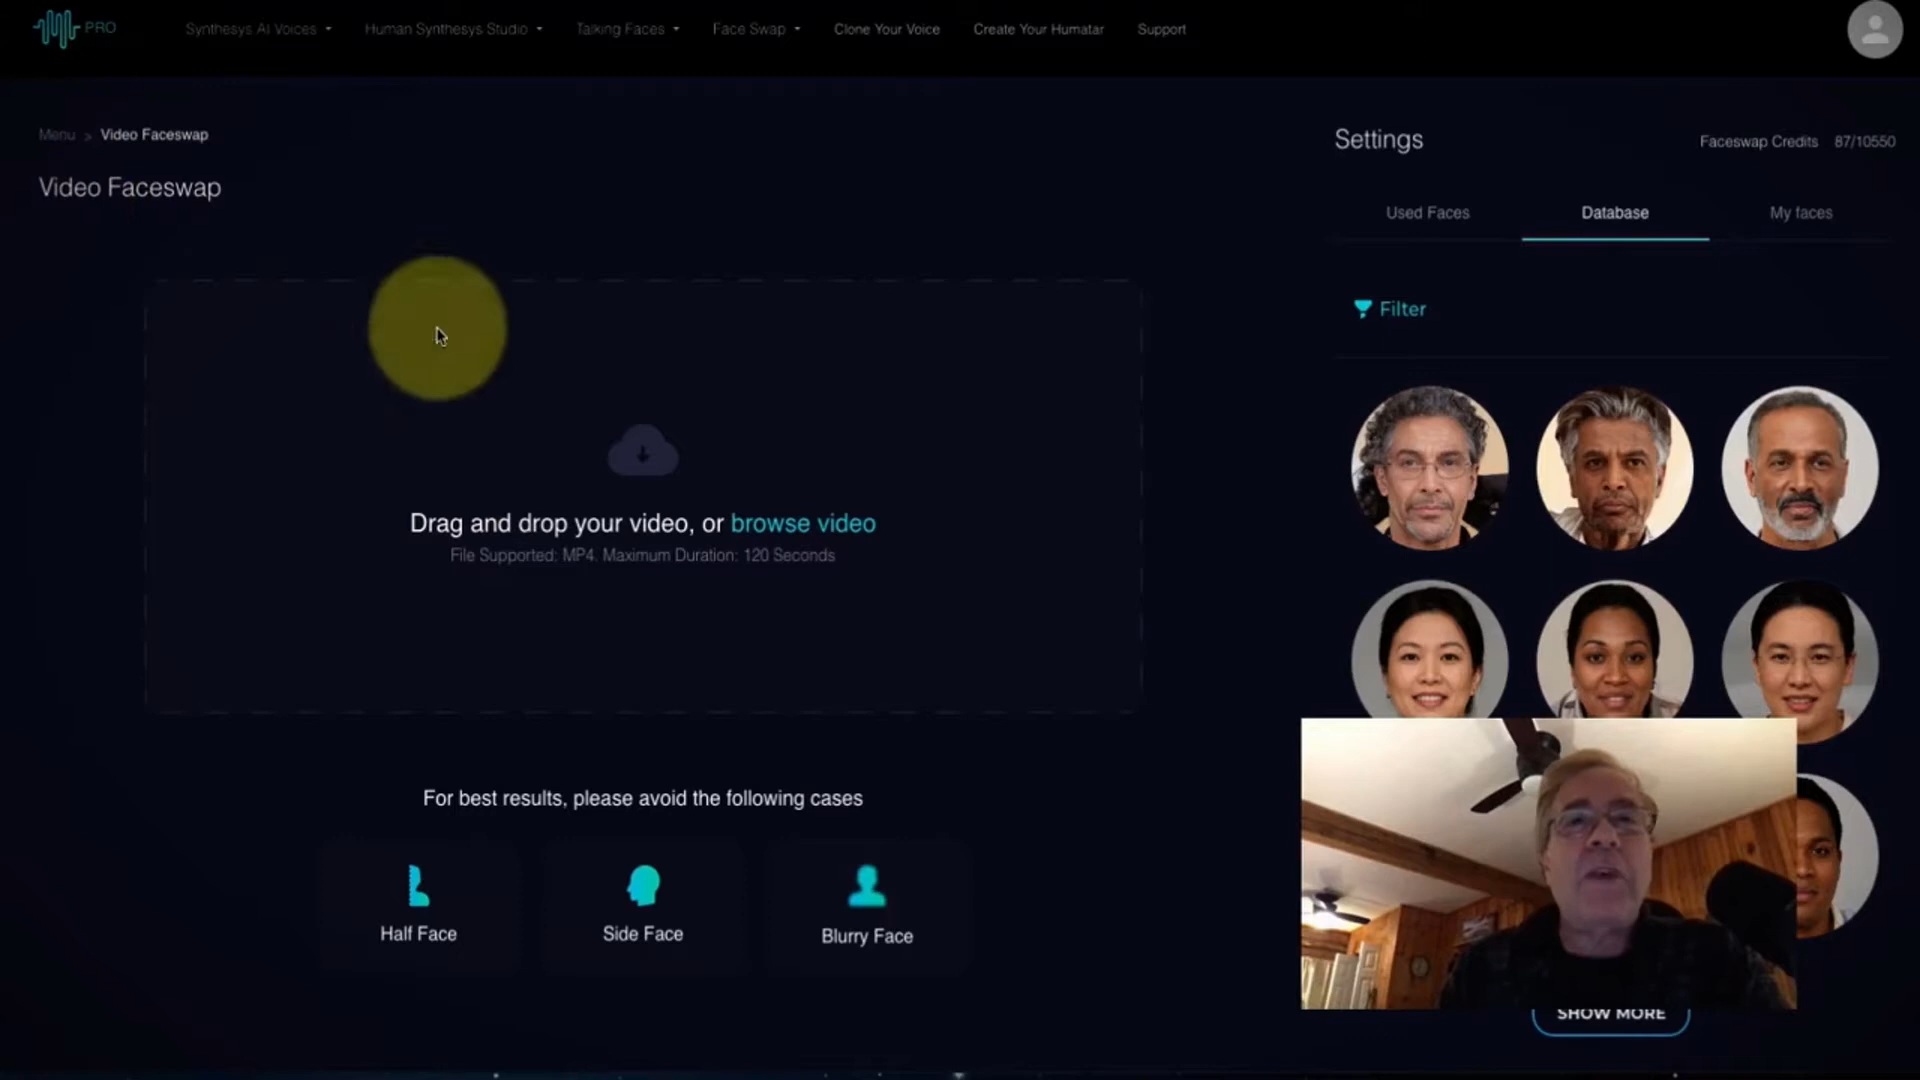 PRO
Synthesys AI Voices
Human Synthesys Studio
Talking Faces
Face Swap
Clone Your Voice
Create Your Humatar
Support
Menu > Video Faceswap
Video Faceswap
Settings
Faceswap Credits 87/10550
Used Faces
Database
My faces
Filter
Drag and drop your video, or browse video
File Supported: MP4. Maximum Duration: 120 Seconds
For best results, please avoid the following cases
Half Face
Side Face
Blurry Face
SHOW MORE